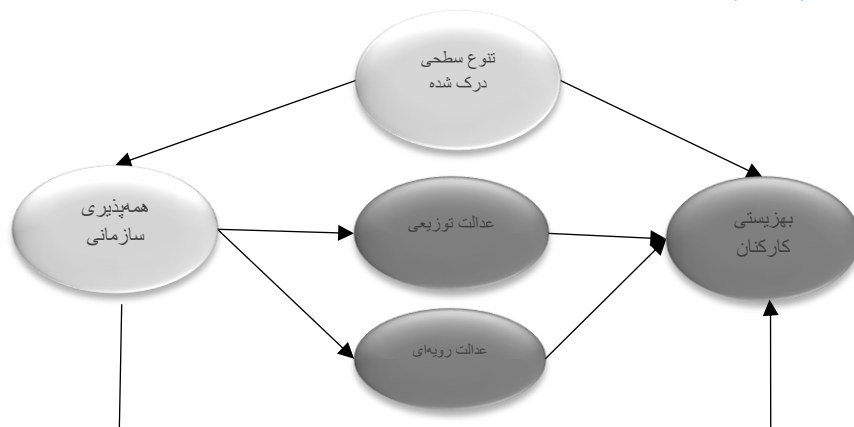 تنوع سطحی
درک شده
همه‌پذیری
سازمانی
عدالت توزیعی
بهزیستی
کارکنان
عدالت رویه‌ای